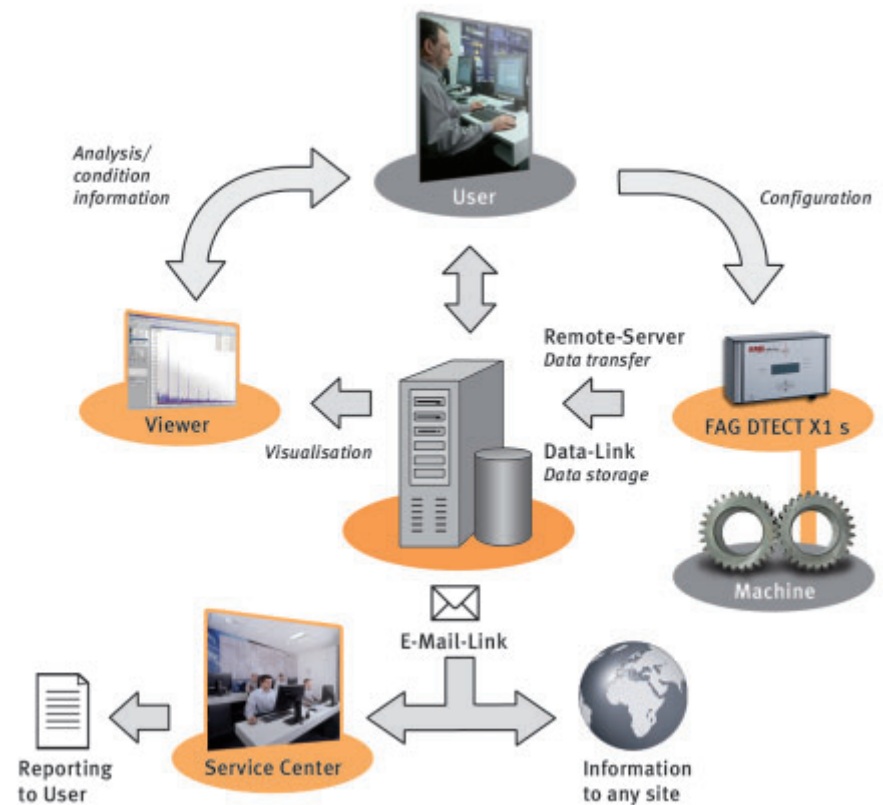 Analysis/
condition
information
User
Configuration
Remote-Server
Data transfer
Viewer
Visualisation
Data-Link
Data storage
FAG DTECT X1 s
Machine
E-Mail-Link
Reporting
to User
Service Center
Information
to any site